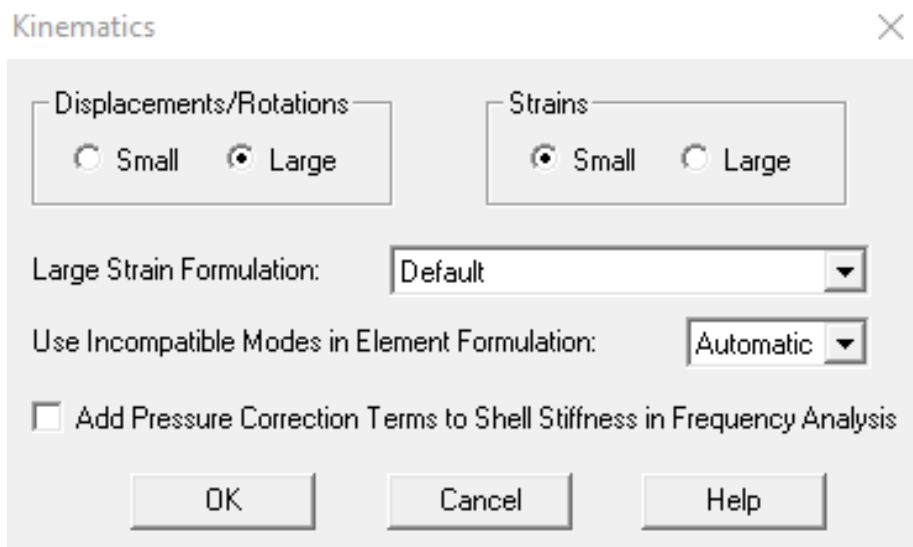 Kinematics
Displacements/Rotations Strains
Small Large Small Large
Large Strain Formulation: Default
Use Incompatible Modes in Element Formulation: Automatic
Add Pressure Correction Terms to Shell Stiffness in Frequency Analysis
OK Cancel Help